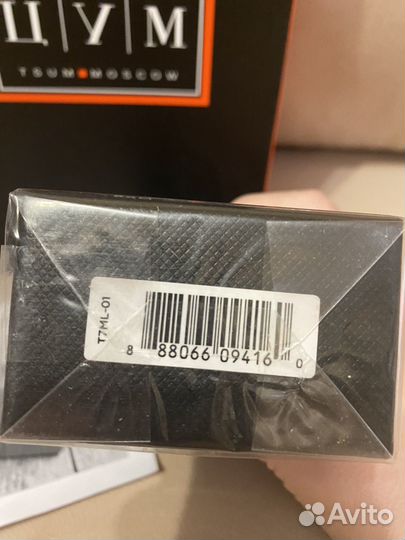 Ц|У|М
TSUM MOSCOW
T7ML-01
8 88066 09416 0
Avito